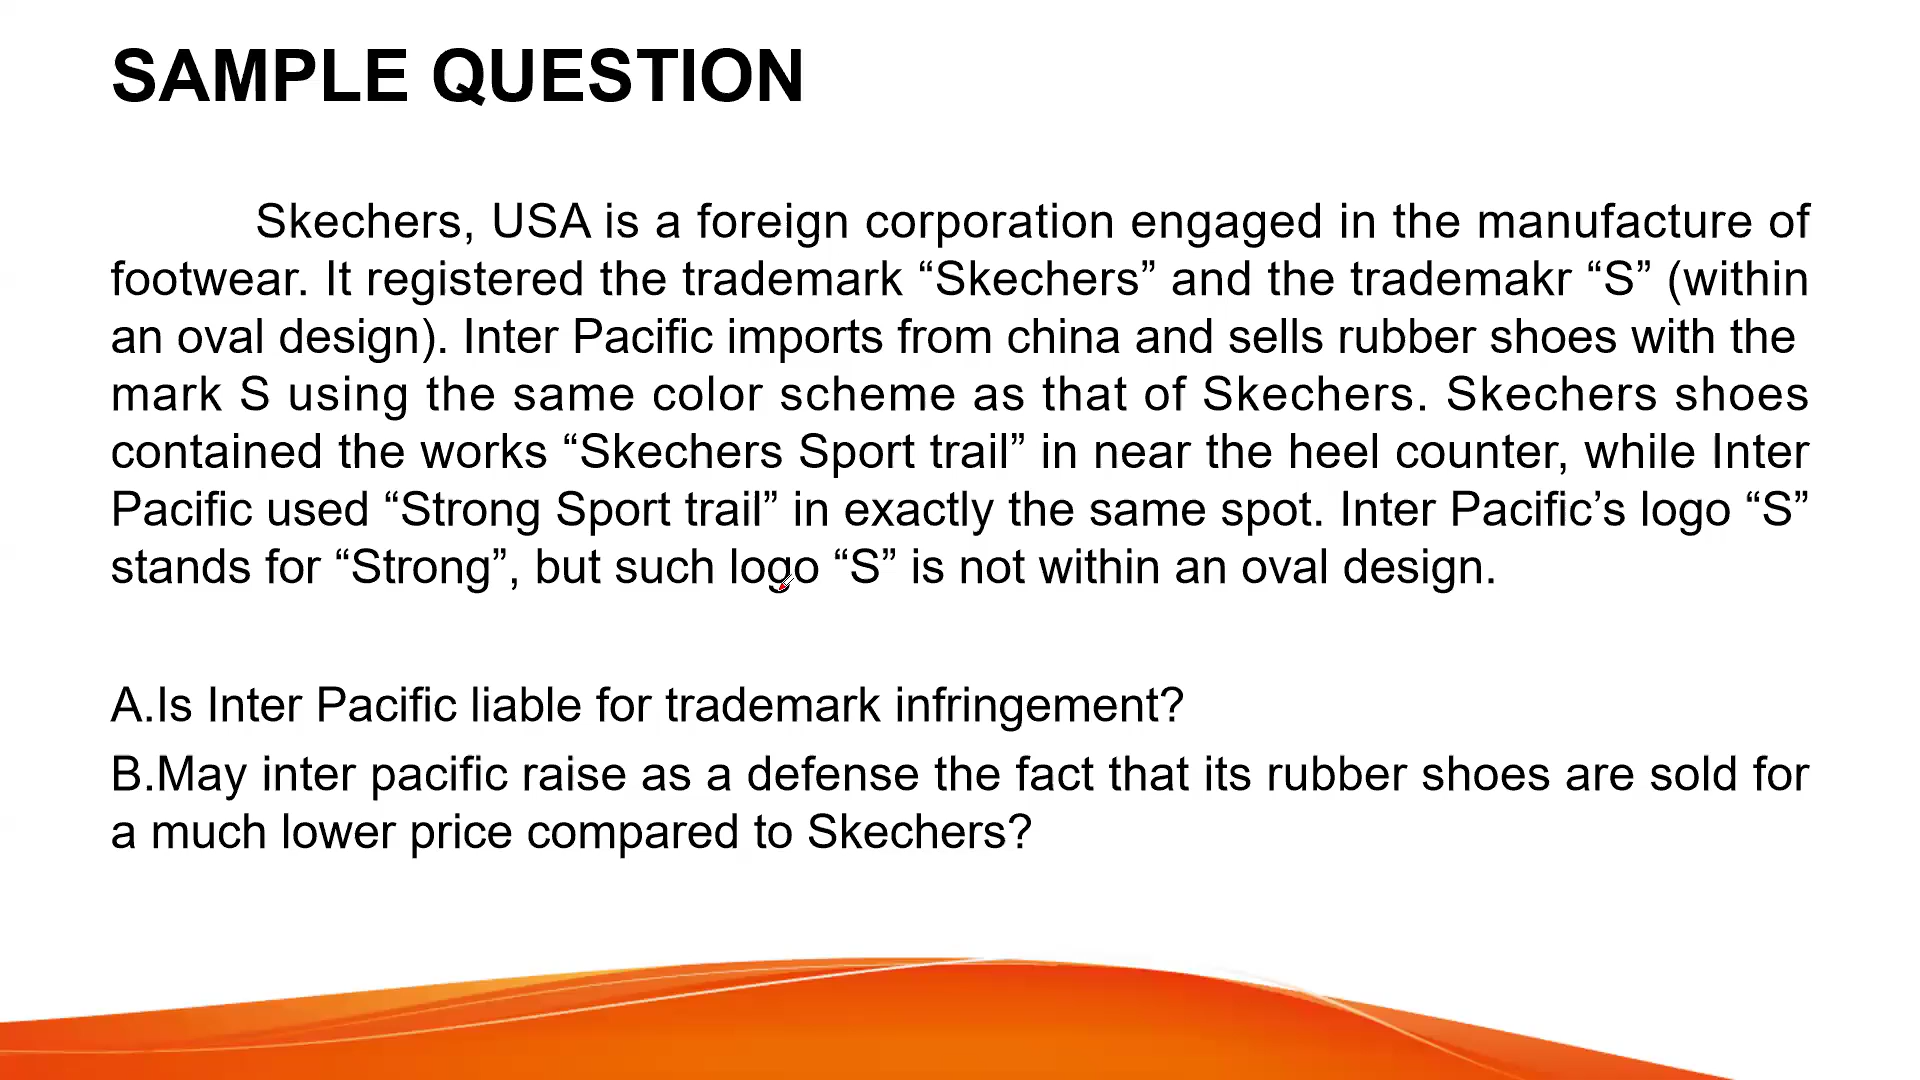 SAMPLE QUESTION
Skechers, USA is a foreign corporation engaged in the manufacture of
footwear. It registered the trademark “Skechers” and the trademakr “S” (within
an oval design). Inter Pacific imports from china and sells rubber shoes with the
mark S using the same color scheme as that of Skechers. Skechers shoes
contained the works “Skechers Sport trail” in near the heel counter, while Inter
Pacific used “Strong Sport trail” in exactly the same spot. Inter Pacific’s logo “S”
stands for “Strong”, but such logo “S” is not within an oval design.
A.Is Inter Pacific liable for trademark infringement?
B.May inter pacific raise as a defense the fact that its rubber shoes are sold for
a much lower price compared to Skechers?